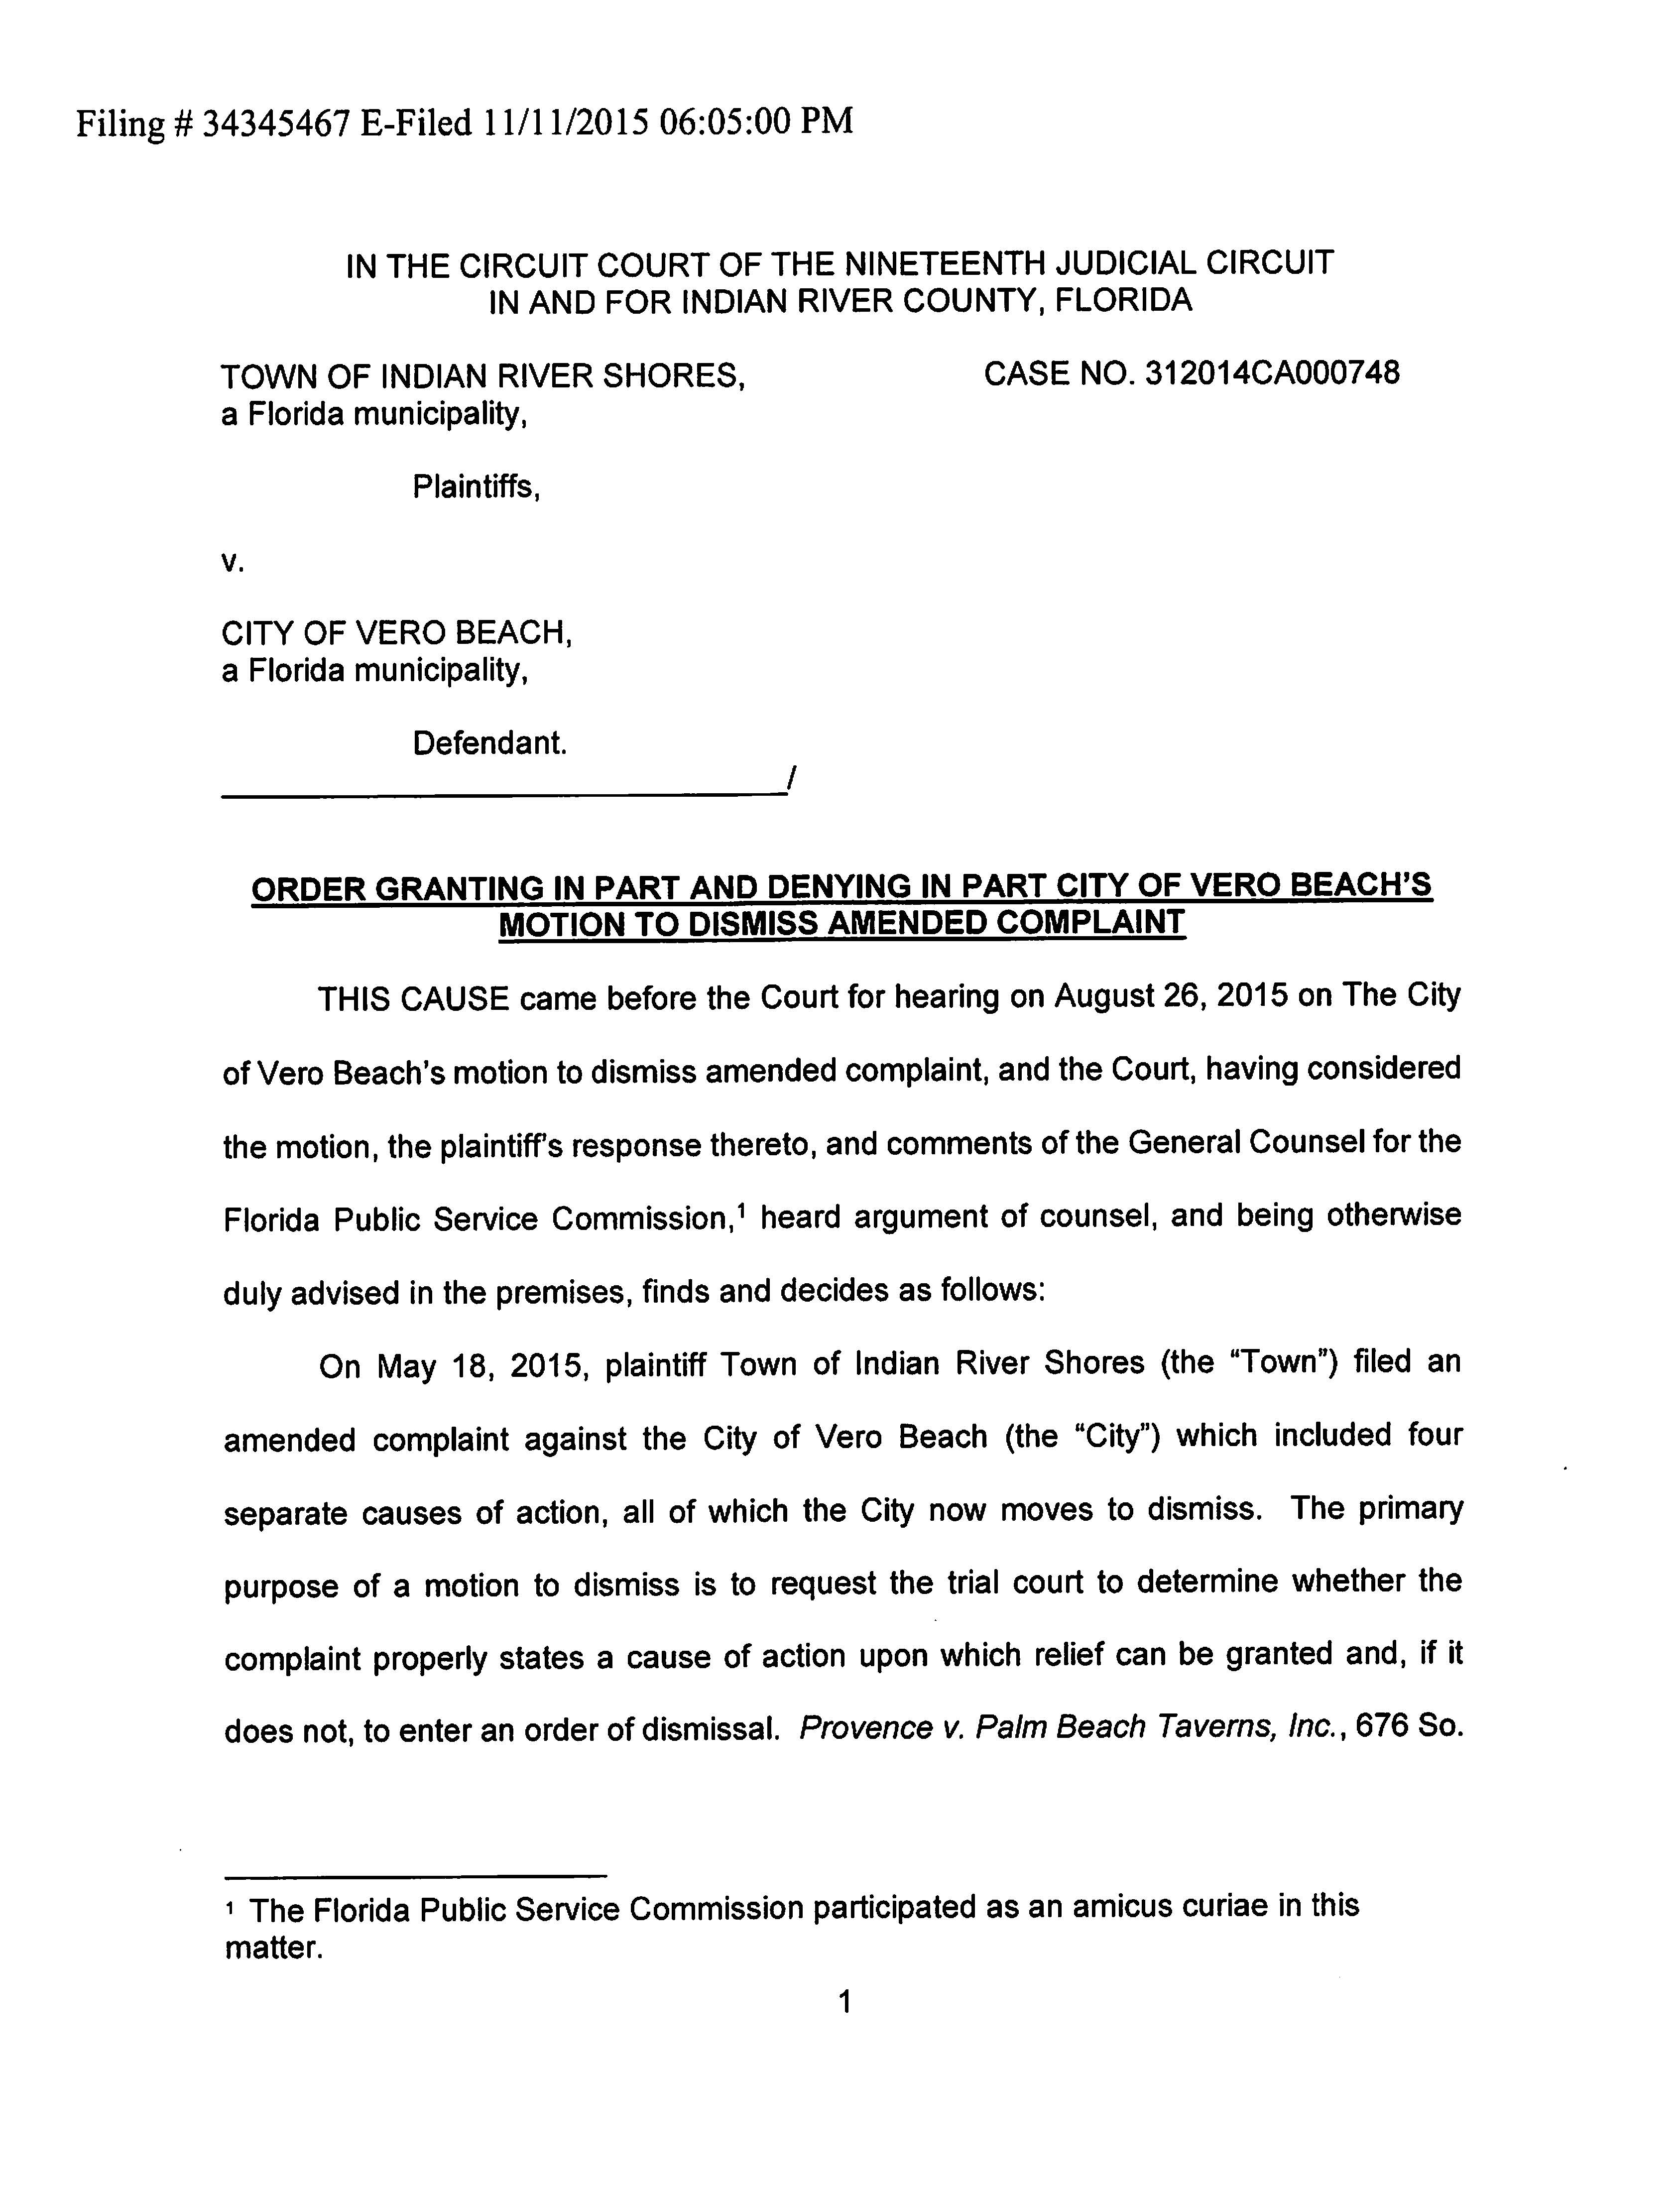 Filing # 34345467 E-Filed 11/11/2015 06:05:00 PM
IN THE CIRCUIT COURT OF THE NINETEENTH JUDICIAL CIRCUIT
IN AND FOR INDIAN RIVER COUNTY, FLORIDA
TOWN OF INDIAN RIVER SHORES,
a Florida municipality,
CASE NO. 312014CA000748
Plaintiffs,
v.
CITY OF VERO BEACH,
a Florida municipality,
Defendant.
/
ORDER GRANTING IN PART AND DENYING IN PART CITY OF VERO BEACH'S
MOTION TO DISMISS AMENDED COMPLAINT
THIS CAUSE came before the Court for hearing on August 26, 2015 on The City
of Vero Beach's motion to dismiss amended complaint, and the Court, having considered
the motion, the plaintiff's response thereto, and comments of the General Counsel for the
Florida Public Service Commission,¹ heard argument of counsel, and being otherwise
duly advised in the premises, finds and decides as follows:
On May 18, 2015, plaintiff Town of Indian River Shores (the “Town”) filed an
amended complaint against the City of Vero Beach (the “City”) which included four
separate causes of action, all of which the City now moves to dismiss. The primary
purpose of a motion to dismiss is to request the trial court to determine whether the
complaint properly states a cause of action upon which relief can be granted and, if it
does not, to enter an order of dismissal. Provence v. Palm Beach Taverns, Inc., 676 So.
¹ The Florida Public Service Commission participated as an amicus curiae in this
matter.
1